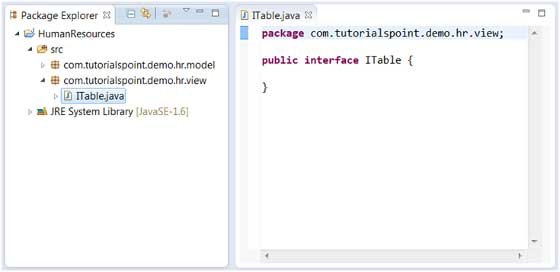 Package Explorer
HumanResources
src
com.tutorialspoint.demo.hr.model
com.tutorialspoint.demo.hr.view
ITable.java
JRE System Library [JavaSE-1.6]
ITable.java
package com.tutorialspoint.demo.hr.view;
public interface ITable {
}